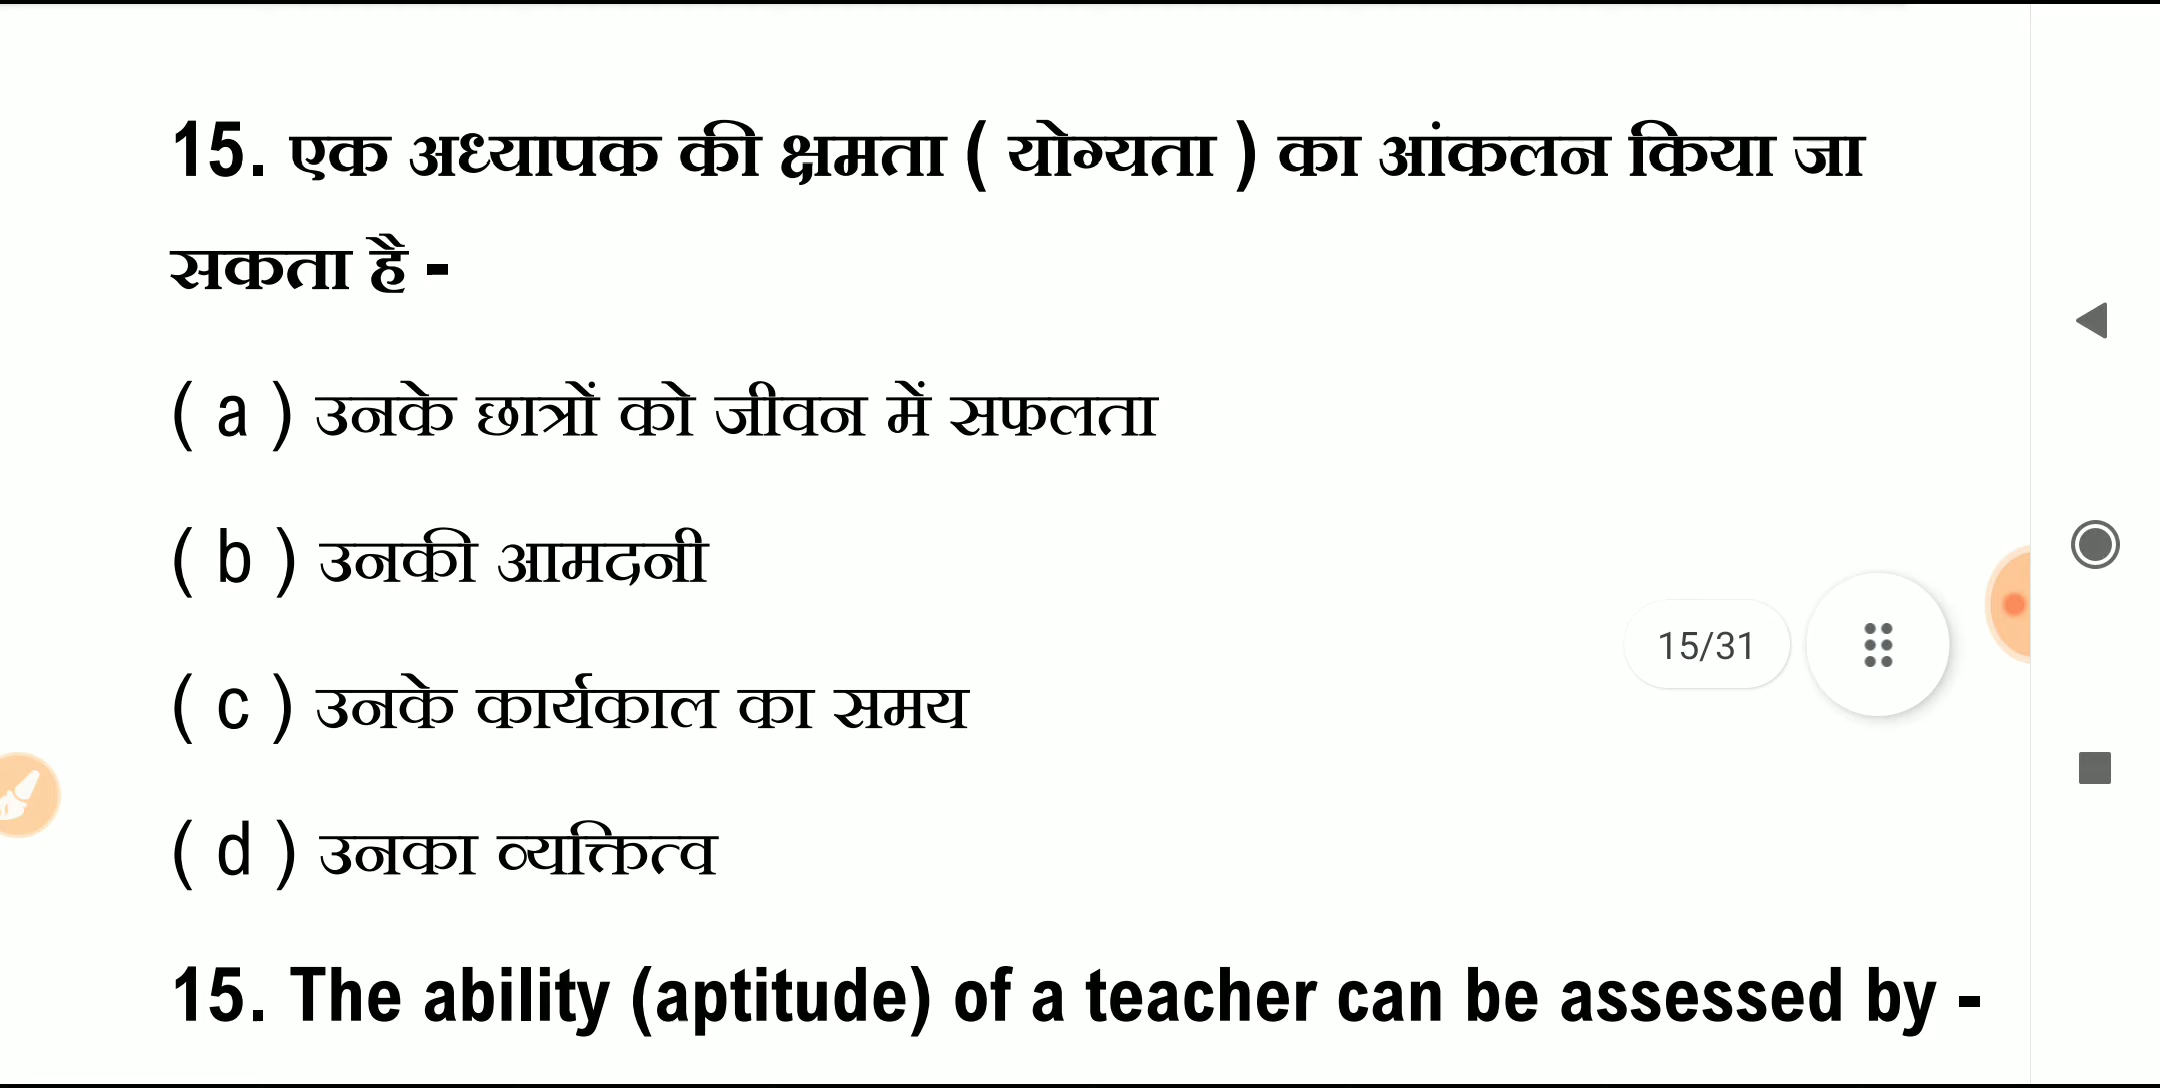 15. एक अध्यापक की क्षमता ( योग्यता ) का आंकलन किया जा
सकता है -
( a ) उनके छात्रों को जीवन में सफलता
( b ) उनकी आमदनी
15/31
( c ) उनके कार्यकाल का समय
( d ) उनका व्यक्तित्व
15. The ability (aptitude) of a teacher can be assessed by -